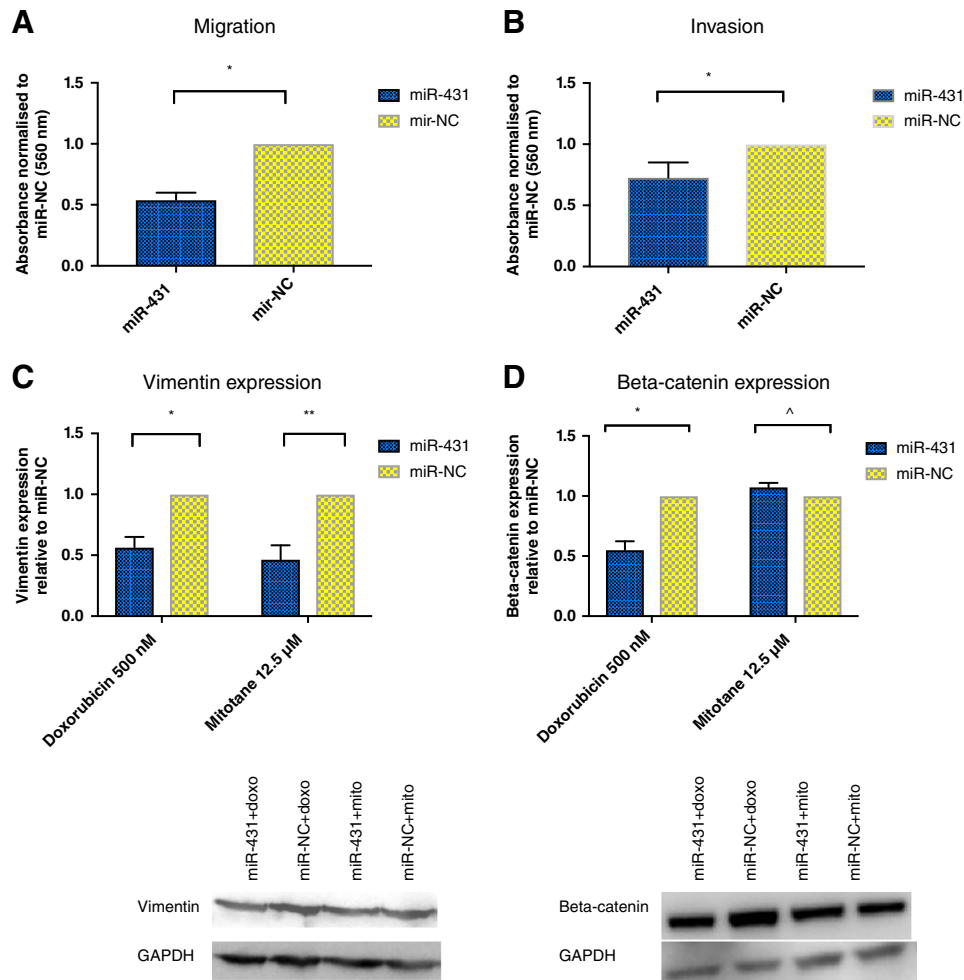 A
Migration
*
Absorbance normalised to
miR-NC (560 nm)
1.5
1.0
0.5
0.0
miR-431
mir-NC
miR-431
mir-NC
B
Invasion
*
Absorbance normalised to
miR-NC (560 nm)
1.5
1.0
0.5
0.0
miR-431
miR-NC
miR-431
miR-NC
C
Vimentin expression
*
**
Vimentin expression
relative to miR-NC
1.5
1.0
0.5
0.0
miR-431
miR-NC
Doxorubicin 500 nM
Mitotane 12.5 µM
D
Beta-catenin expression
*
^
Beta-catenin expression
relative to miR-NC
1.5
1.0
0.5
0.0
miR-431
miR-NC
Doxorubicin 500 nM
Mitotane 12.5 µM
miR-431+doxo
miR-NC+doxo
miR-431+mito
miR-NC+mito
Vimentin
GAPDH
miR-431+doxo
miR-NC+doxo
miR-431+mito
miR-NC+mito
Beta-catenin
GAPDH